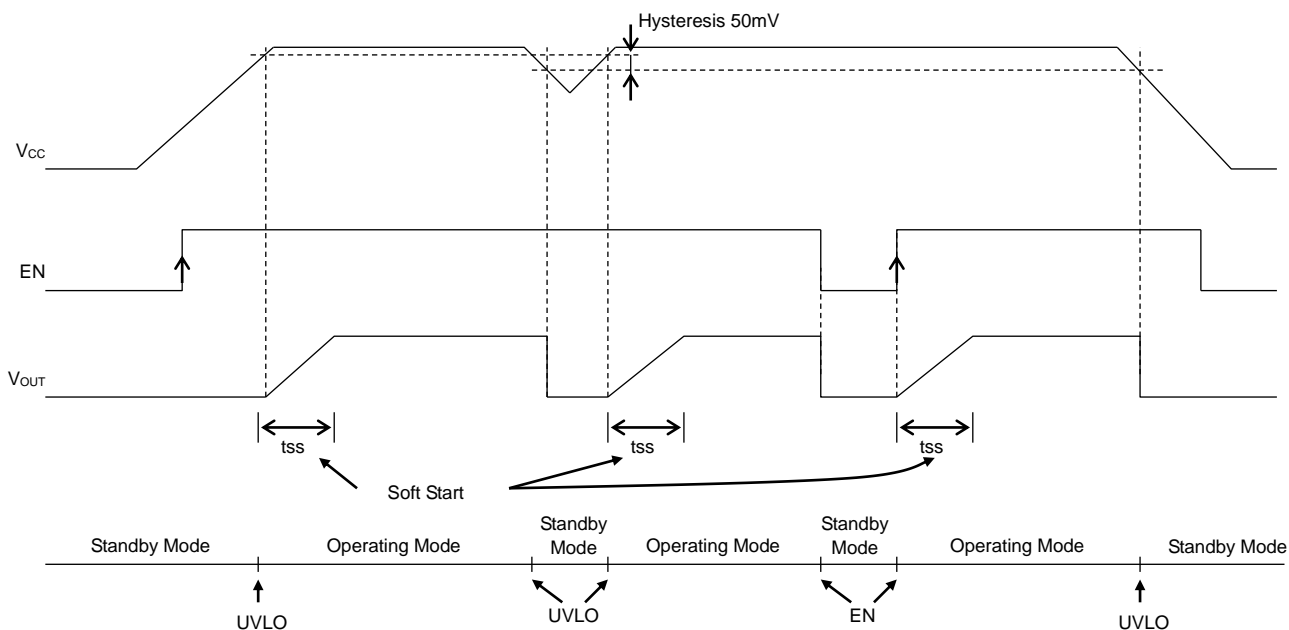 Hysteresis 50mV
VCC
EN
VOUT
tss
tss
tss
Soft Start
Standby Mode
Operating Mode
Standby
Mode
Operating Mode
Standby
Mode
Operating Mode
Standby Mode
UVLO
UVLO
EN
UVLO